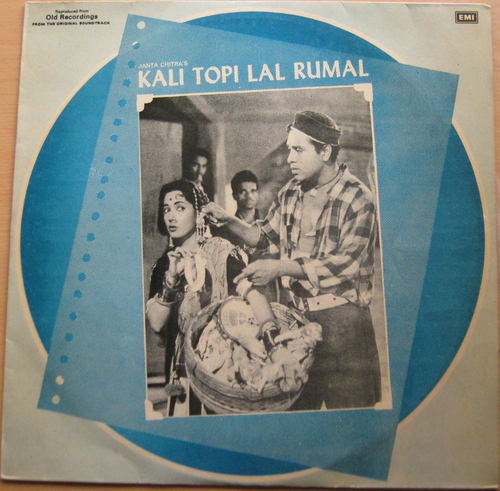 Reproduced from
Old Recordings
FROM THE ORIGINAL SOUNDTRACK
EMI
JANTA CHITRA'S
KALI TOPI LAL RUMAL